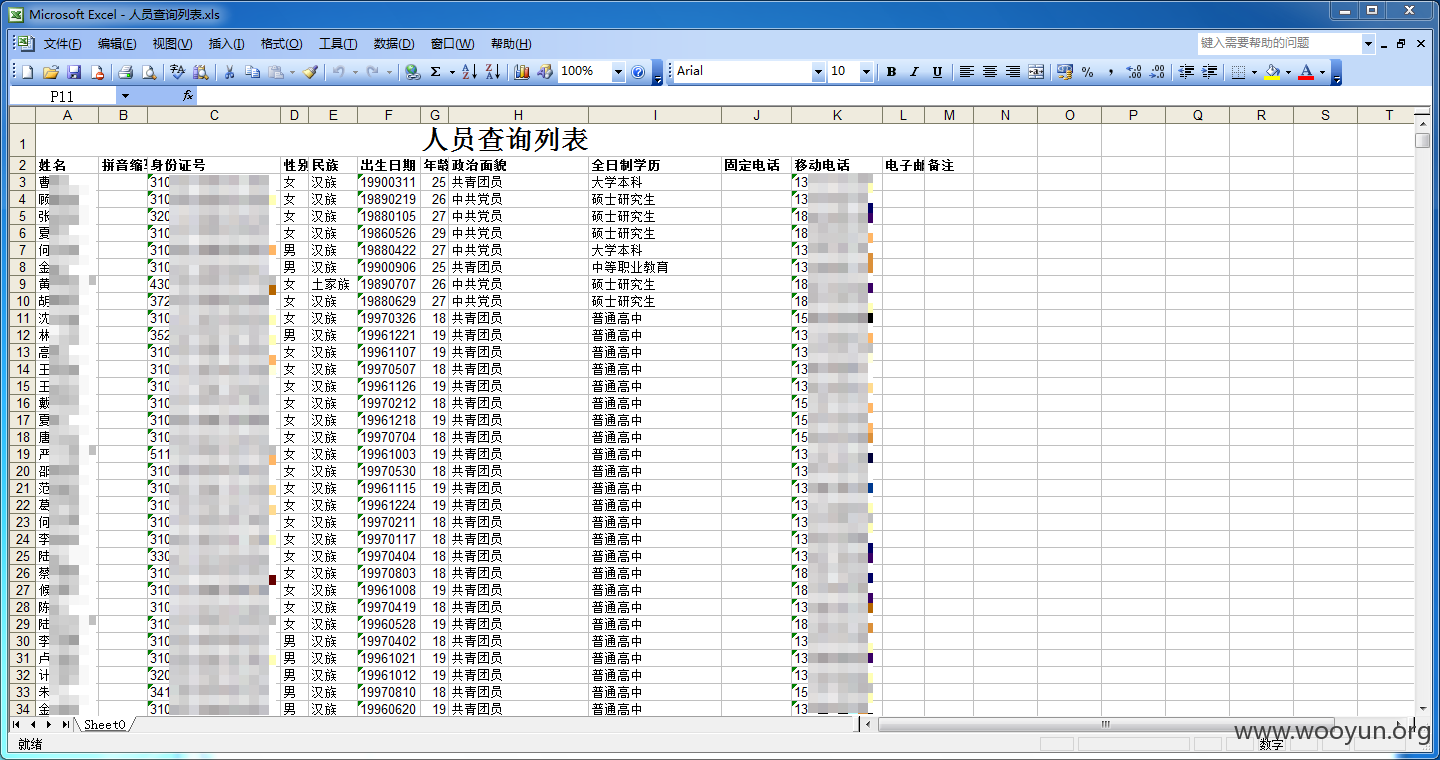 Microsoft Excel - 人员查询列表.xls
文件(F) 编辑(E) 视图(V) 插入(I) 格式(O) 工具(T) 数据(D) 窗口(W) 帮助(H) 键入需要帮助的问题
100% Arial 10 B I U
P11 fx
A B C D E F G H I J K L M N O P Q R S T
1 人员查询列表
2 姓名 拼音缩写 身份证号 性别 民族 出生日期 年龄 政治面貌 全日制学历 固定电话 移动电话 电子邮 备注
3 曹 310 女 汉族 19900311 25 共青团员 大学本科 13
4 顾 310 女 汉族 19890219 26 中共党员 硕士研究生 13
5 张 320 女 汉族 19880105 27 中共党员 硕士研究生 18
6 夏 310 女 汉族 19860526 29 中共党员 硕士研究生 18
7 何 310 男 汉族 19880422 27 中共党员 大学本科 13
8 金 310 男 汉族 19900906 25 共青团员 中等职业教育 13
9 黄 430 女 土家族 19890707 26 中共党员 硕士研究生 18
10 胡 372 女 汉族 19880629 27 中共党员 硕士研究生 18
11 沈 310 女 汉族 19970326 18 共青团员 普通高中 15
12 林 352 男 汉族 19961221 19 共青团员 普通高中 13
13 高 310 女 汉族 19961107 19 共青团员 普通高中 13
14 王 310 女 汉族 19970507 18 共青团员 普通高中 13
15 王 310 女 汉族 19961126 19 共青团员 普通高中 13
16 戴 310 女 汉族 19970212 18 共青团员 普通高中 15
17 夏 310 女 汉族 19961218 19 共青团员 普通高中 15
18 唐 310 女 汉族 19970704 18 共青团员 普通高中 15
19 严 511 女 汉族 19961003 19 共青团员 普通高中 13
20 邵 310 女 汉族 19970530 18 共青团员 普通高中 13
21 范 310 女 汉族 19961115 19 共青团员 普通高中 13
22 葛 310 女 汉族 19961224 19 共青团员 普通高中 13
23 何 310 女 汉族 19970211 18 共青团员 普通高中 13
24 李 310 女 汉族 19970117 18 共青团员 普通高中 13
25 陆 330 女 汉族 19970404 18 共青团员 普通高中 13
26 蔡 310 女 汉族 19970803 18 共青团员 普通高中 18
27 候 310 女 汉族 19961008 19 共青团员 普通高中 18
28 陈 310 女 汉族 19970419 18 共青团员 普通高中 13
29 陆 310 女 汉族 19960528 19 共青团员 普通高中 18
30 李 310 男 汉族 19970402 18 共青团员 普通高中 13
31 卢 310 男 汉族 19961021 19 共青团员 普通高中 13
32 计 320 男 汉族 19961012 19 共青团员 普通高中 13
33 朱 341 男 汉族 19970810 18 共青团员 普通高中 15
34 金 310 男 汉族 19960620 19 共青团员 普通高中 13
Sheet0
就绪 数字
www.wooyun.org